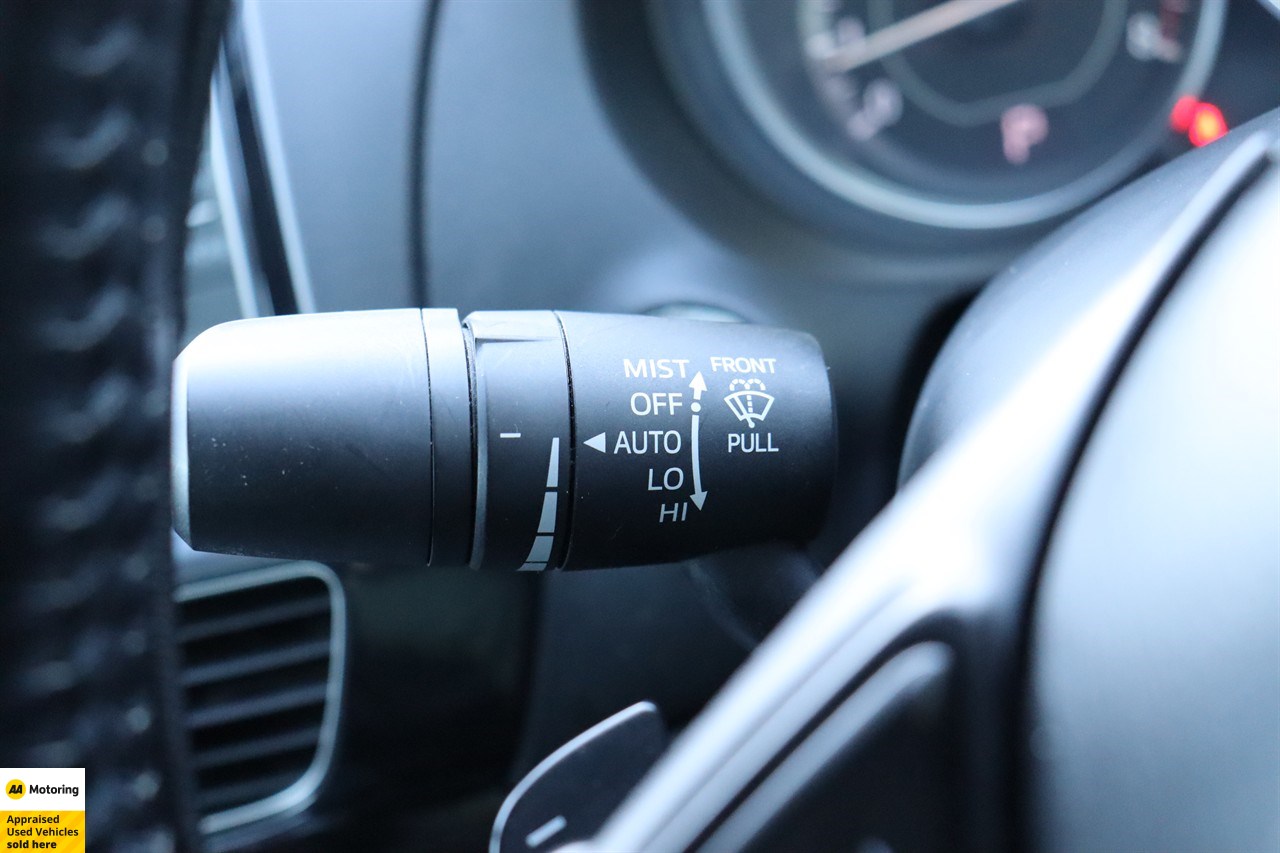 MIST FRONT
OFF
AUTO PULL
LO
HI
P
AA Motoring
Appraised
Used Vehicles
sold here